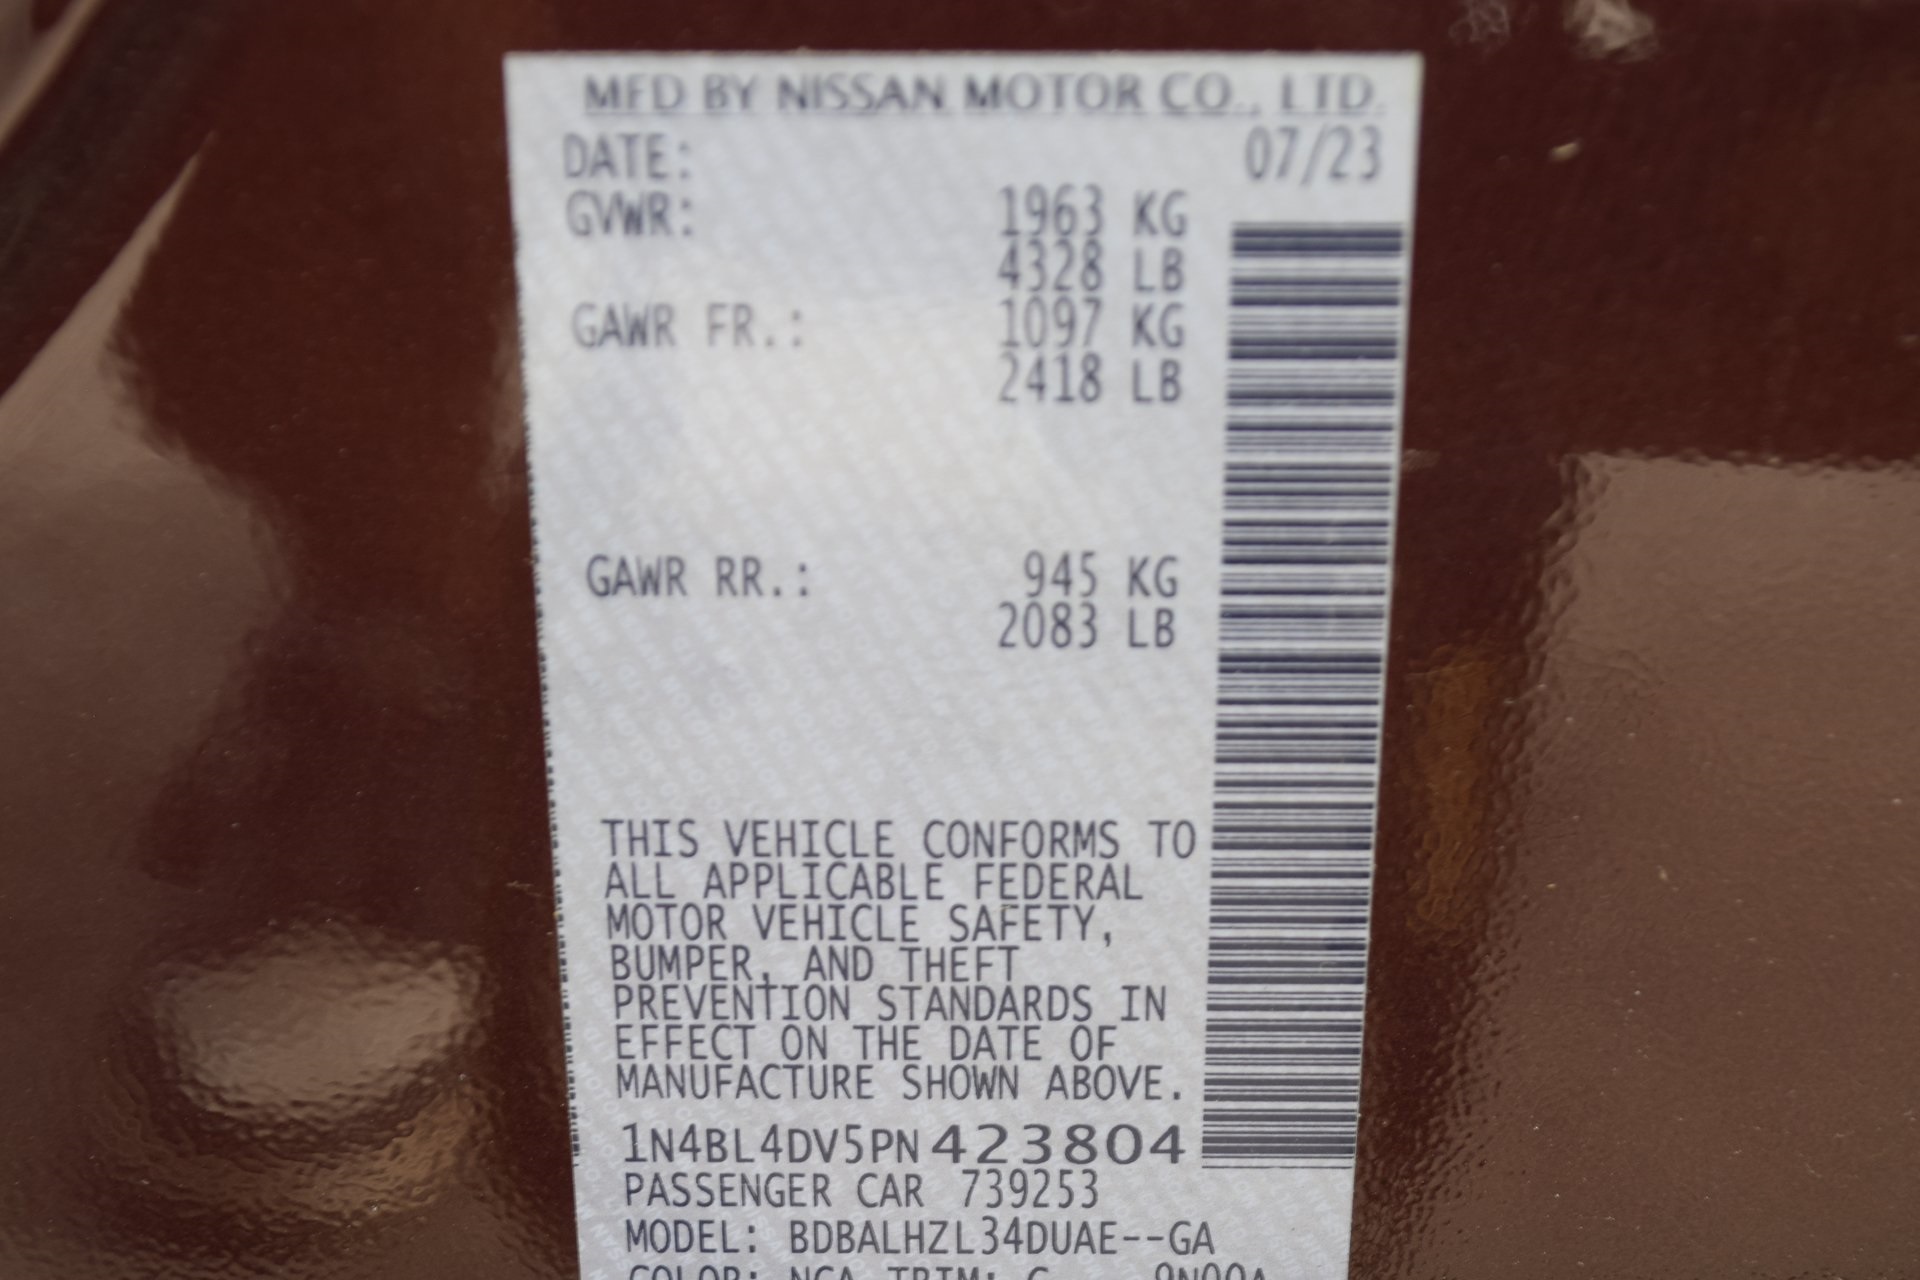 MFD BY NISSAN MOTOR CO., LTD.
DATE: 07/23
GVWR: 1963 KG
4328 LB
GAWR FR.: 1097 KG
2418 LB
GAWR RR.: 945 KG
2083 LB
THIS VEHICLE CONFORMS TO
ALL APPLICABLE FEDERAL
MOTOR VEHICLE SAFETY,
BUMPER, AND THEFT
PREVENTION STANDARDS IN
EFFECT ON THE DATE OF
MANUFACTURE SHOWN ABOVE.
1N4BL4DV5PN423804
PASSENGER CAR 739253
MODEL: BDBALHZL34DUAE--GA
COLOR: TRIM: G